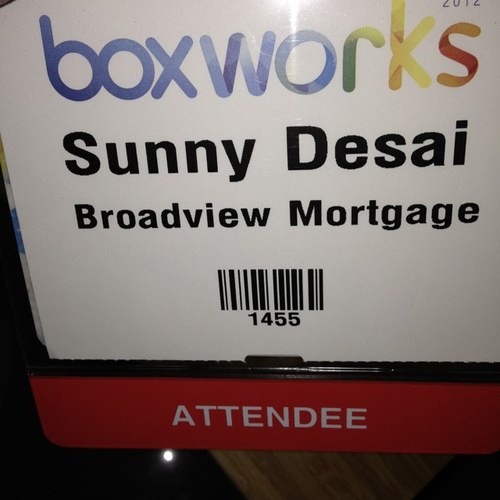 2012
boxworks
Sunny Desai
Broadview Mortgage
1455
ATTENDEE